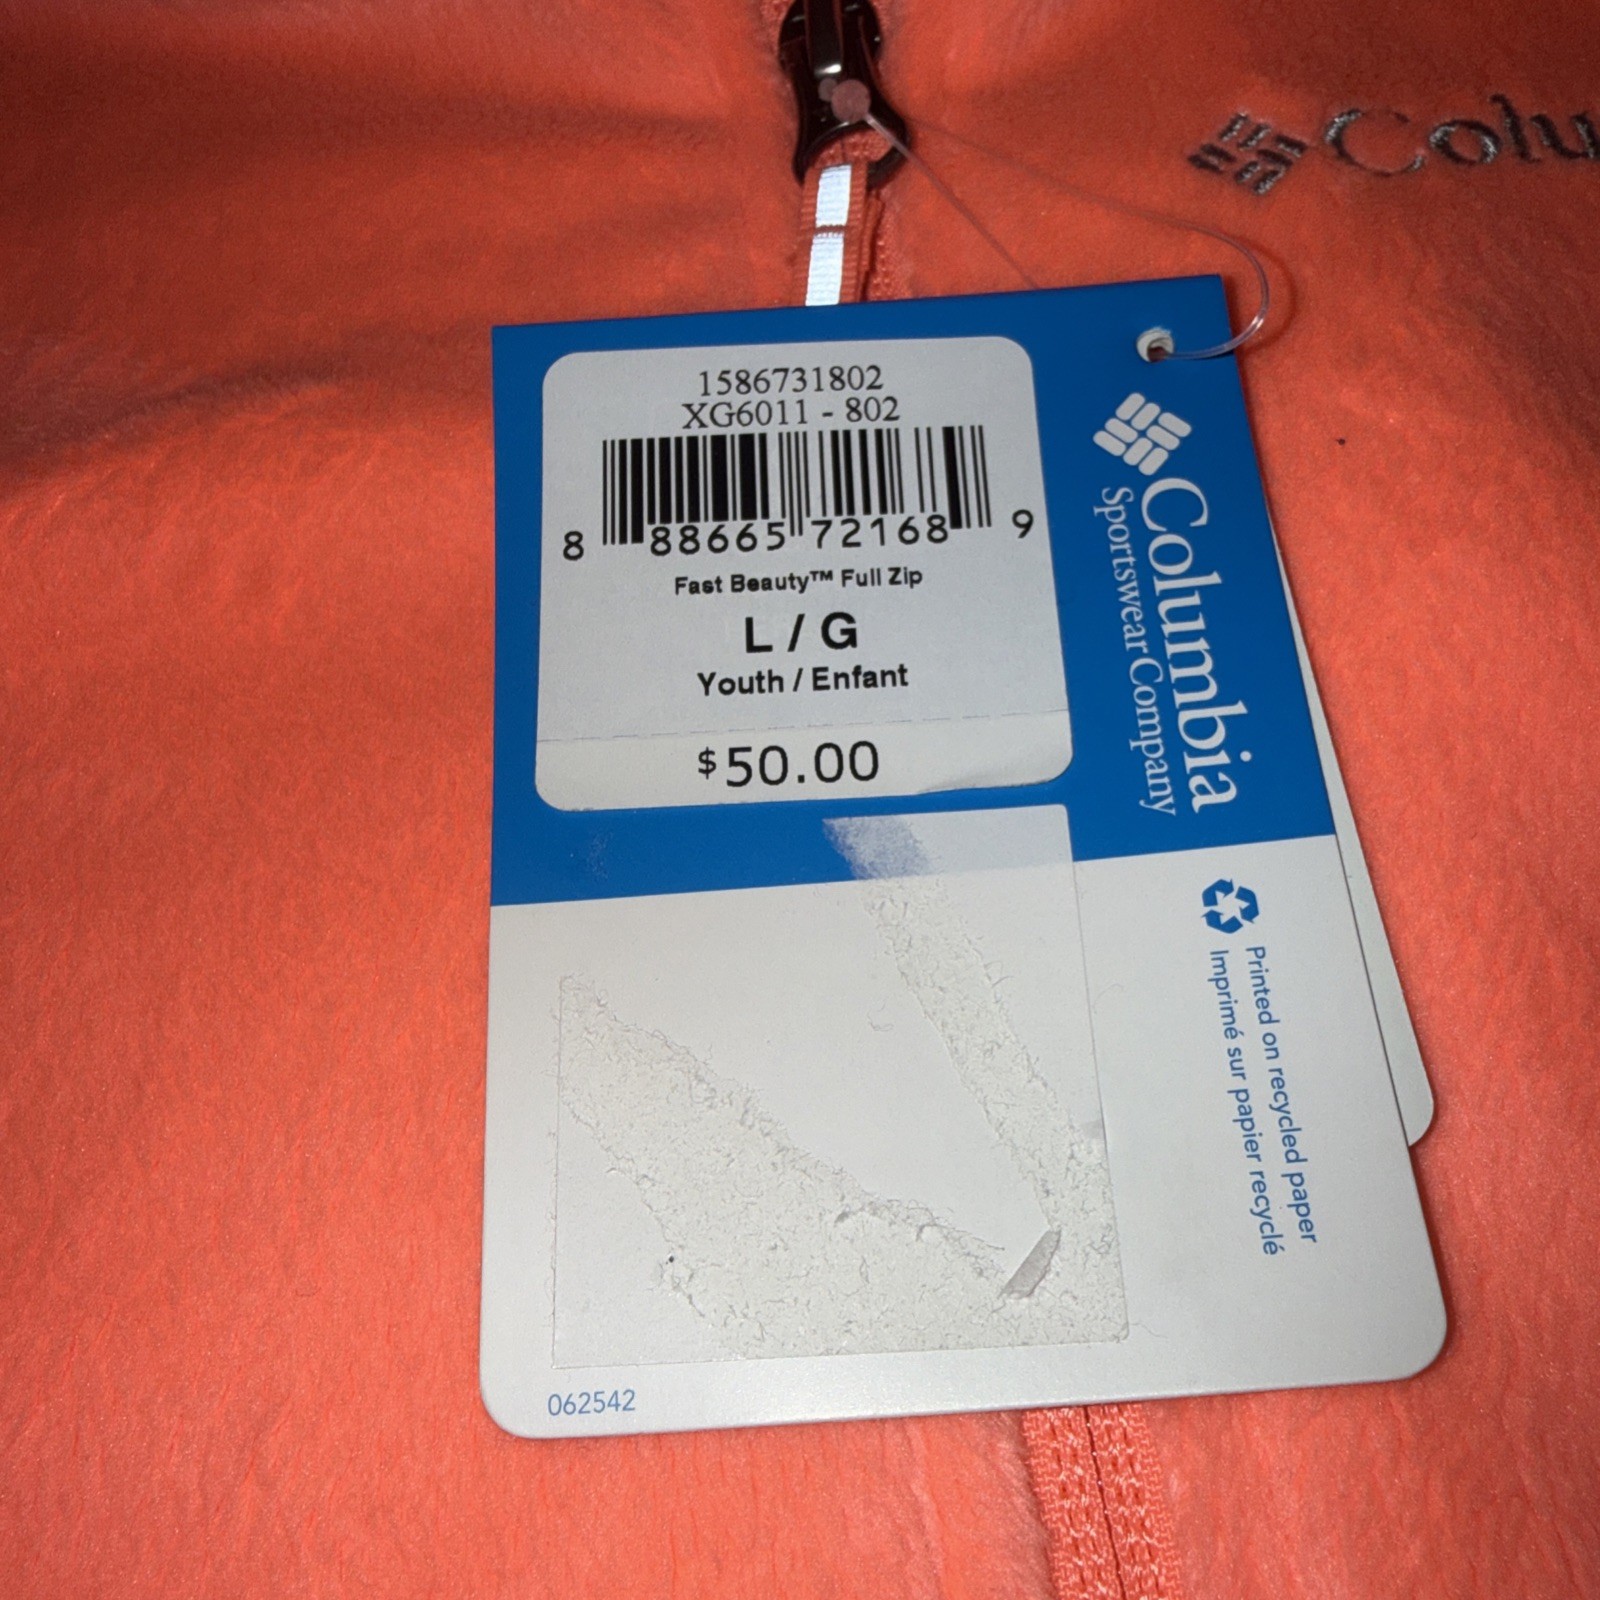 Colu
1586731802
XG6011 - 802
8 88665 72168 9
Fast Beauty™ Full Zip
L / G
Youth / Enfant
$50.00
Columbia
Sportswear Company
Printed on recycled paper
Imprimé sur papier recyclé
062542